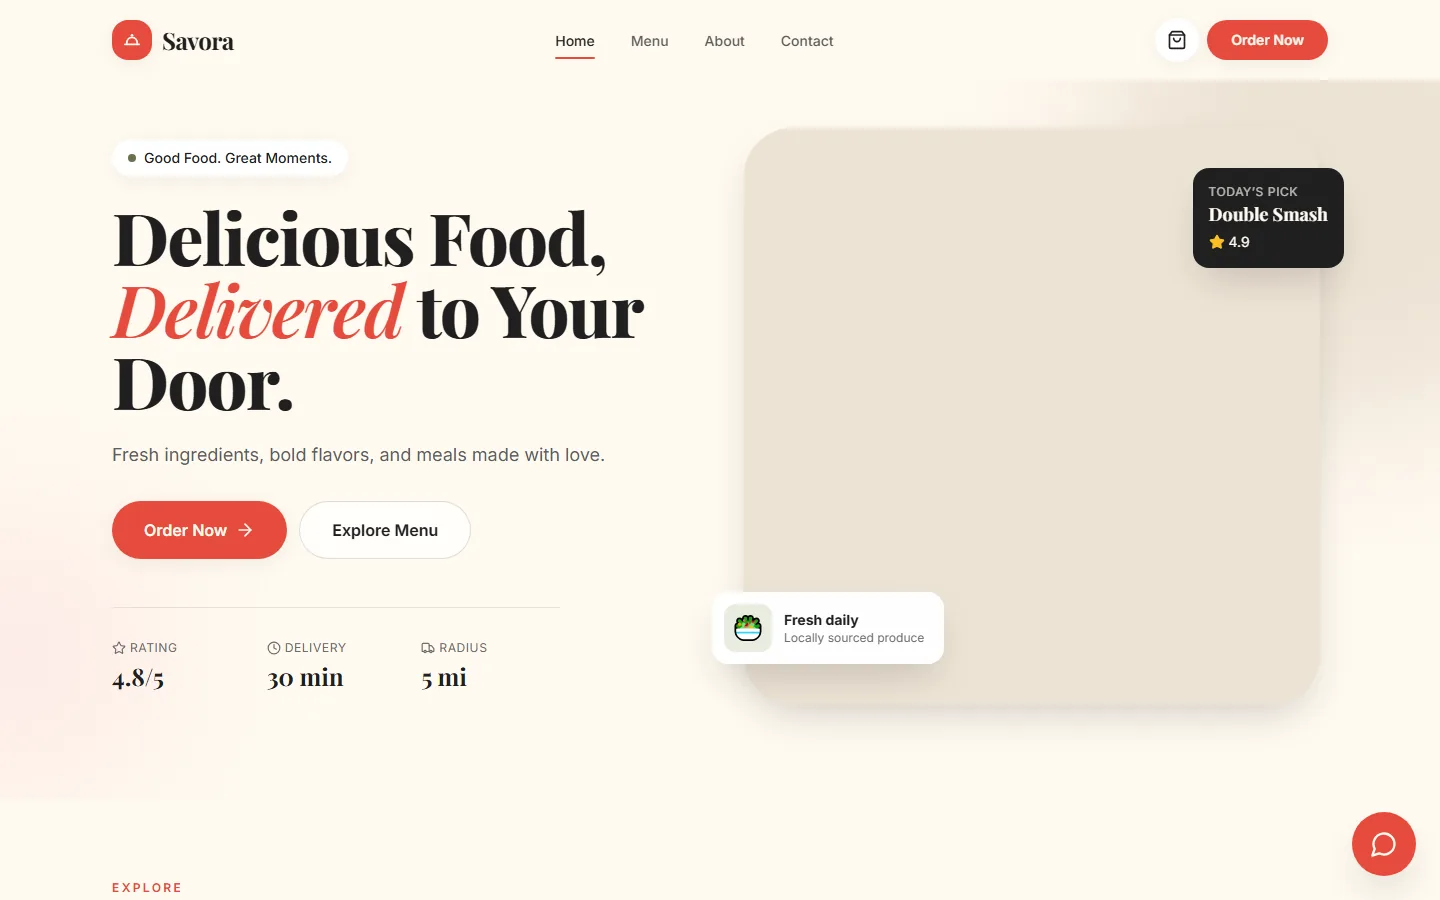 Savora
Home
Menu
About
Contact
Order Now
Good Food. Great Moments.
Delicious Food,
Delivered to Your
Door.
Fresh ingredients, bold flavors, and meals made with love.
Order Now
Explore Menu
RATING
4.8/5
DELIVERY
30 min
RADIUS
5 mi
TODAY'S PICK
Double Smash
4.9
Fresh daily
Locally sourced produce
EXPLORE